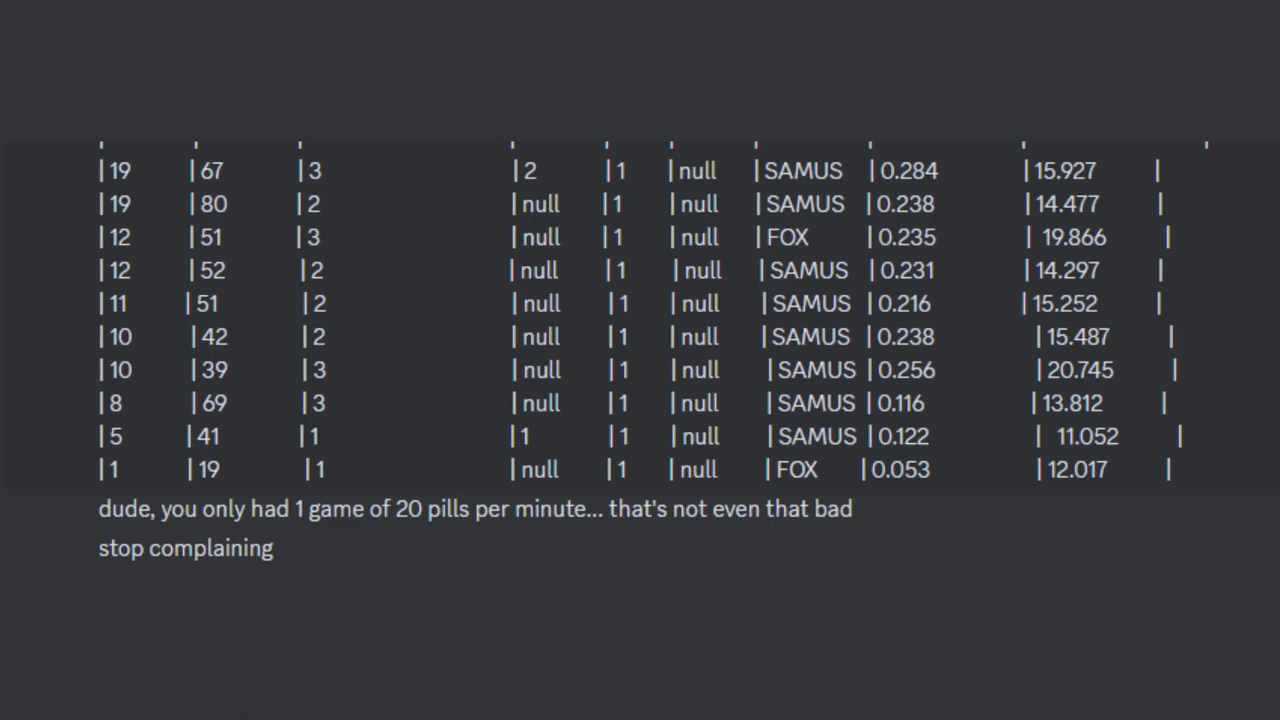 | 19 | 67 | 3 | 2 | 1 | null | SAMUS | 0.284 | 15.927 |
| 19 | 80 | 2 | null | 1 | null | SAMUS | 0.238 | 14.477 |
| 12 | 51 | 3 | null | 1 | null | FOX | 0.235 | 19.866 |
| 12 | 52 | 2 | null | 1 | null | SAMUS | 0.231 | 14.297 |
| 11 | 51 | 2 | null | 1 | null | SAMUS | 0.216 | 15.252 |
| 10 | 42 | 2 | null | 1 | null | SAMUS | 0.238 | 15.487 |
| 10 | 39 | 3 | null | 1 | null | SAMUS | 0.256 | 20.745 |
| 8 | 69 | 3 | null | 1 | null | SAMUS | 0.116 | 13.812 |
| 5 | 41 | 1 | 1 | 1 | null | SAMUS | 0.122 | 11.052 |
| 1 | 19 | 1 | null | 1 | null | FOX | 0.053 | 12.017 |
dude, you only had 1 game of 20 pills per minute... that's not even that bad
stop complaining